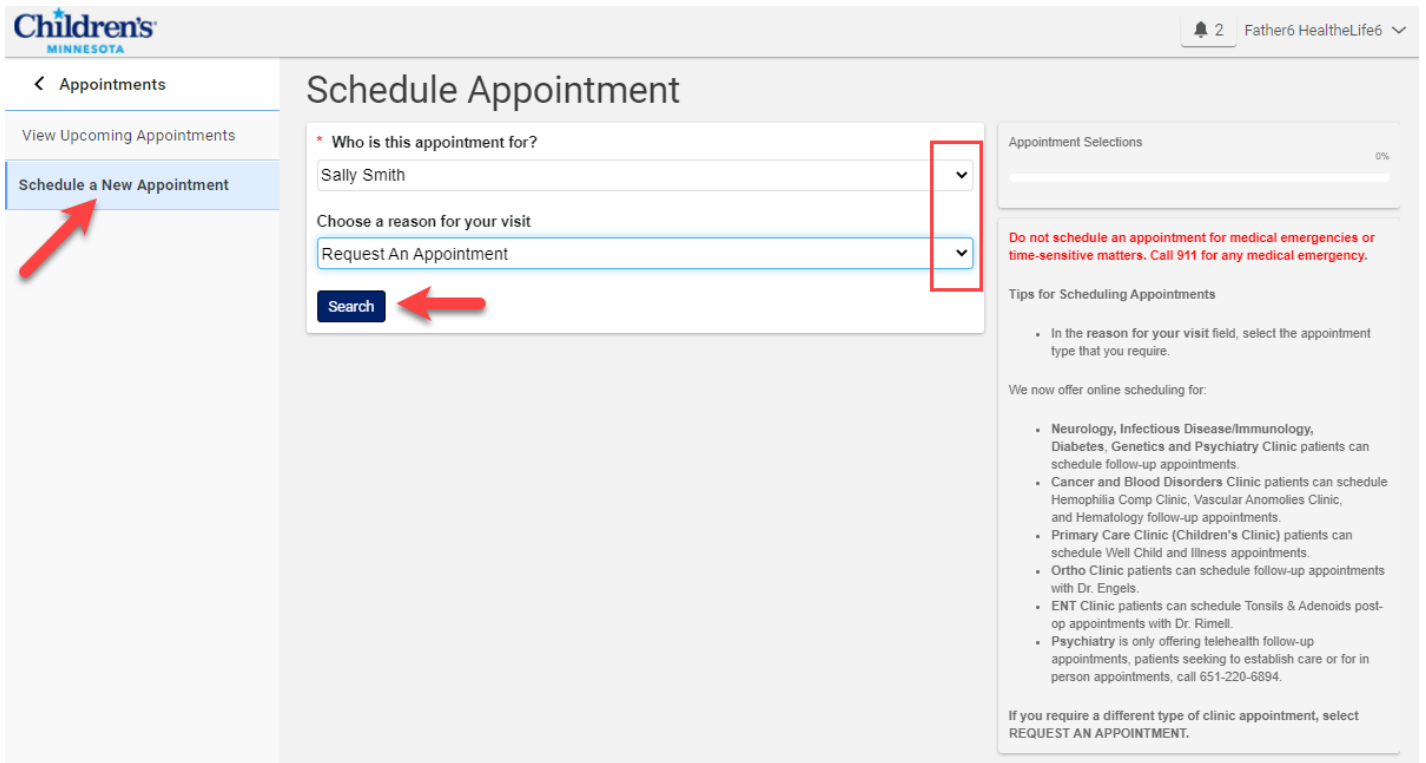 Children's
MINNESOTA
2 Father6 HealtheLife6
Appointments
View Upcoming Appointments
Schedule a New Appointment
Schedule Appointment
* Who is this appointment for?
Sally Smith
Choose a reason for your visit
Request An Appointment
Search
Appointment Selections
0%
Do not schedule an appointment for medical emergencies or
time-sensitive matters. Call 911 for any medical emergency.
Tips for Scheduling Appointments
• In the reason for your visit field, select the appointment
type that you require.
We now offer online scheduling for:
• Neurology, Infectious Disease/Immunology,
Diabetes, Genetics and Psychiatry Clinic patients can
schedule follow-up appointments.
• Cancer and Blood Disorders Clinic patients can schedule
Hemophilia Comp Clinic, Vascular Anomolies Clinic,
and Hematology follow-up appointments.
• Primary Care Clinic (Children's Clinic) patients can
schedule Well Child and Illness appointments.
• Ortho Clinic patients can schedule follow-up appointments
with Dr. Engels.
• ENT Clinic patients can schedule Tonsils & Adenoids post-
op appointments with Dr. Rimell.
• Psychiatry is only offering telehealth follow-up
appointments, patients seeking to establish care or for in
person appointments, call 651-220-6894.
If you require a different type of clinic appointment, select
REQUEST AN APPOINTMENT.